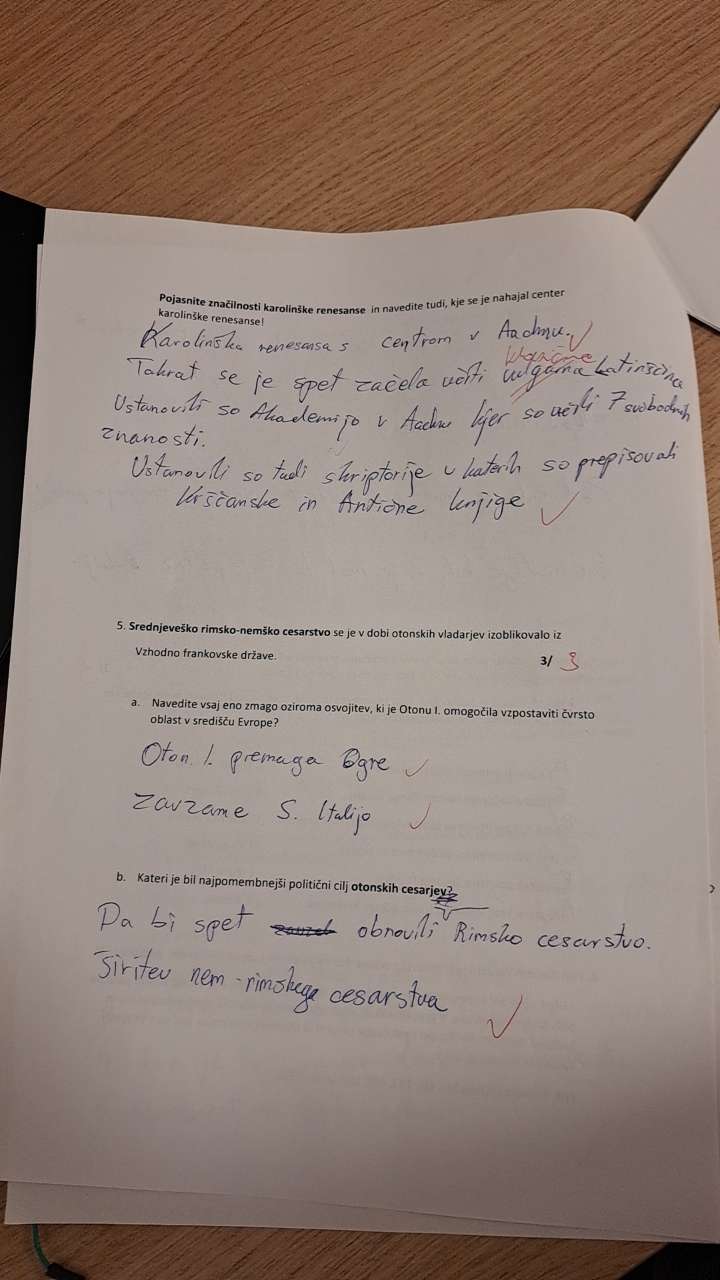 Pojasnite značilnosti karolinške renesanse in navedite tudi, kje se je nahajal center
karolinške renesanse!
Karolinška renesansa s centrom v Aachnu.
klasična
Takrat se je spet začela učiti vulgarna Latinščina
Ustanovili so Akademijo v Aachnu kjer so učili 7 svobodnih
znanosti.
Ustanovili so tudi skriptorije v katerih so prepisovali
Krščanske in Antične knjige
5. Srednjeveško rimsko-nemško cesarstvo se je v dobi otonskih vladarjev izoblikovalo iz
Vzhodno frankovske države.
3/ 3
a. Navedite vsaj eno zmago oziroma osvojitev, ki je Otonu I. omogočila vzpostaviti čvrsto
oblast v središču Evrope?
Oton I. premaga Ogre
zavzame S. Italijo
b. Kateri je bil najpomembnejši politični cilj otonskih cesarjev?
Da bi spet obnovili Rimsko cesarstvo.
Širitev nem-rimskega cesarstva